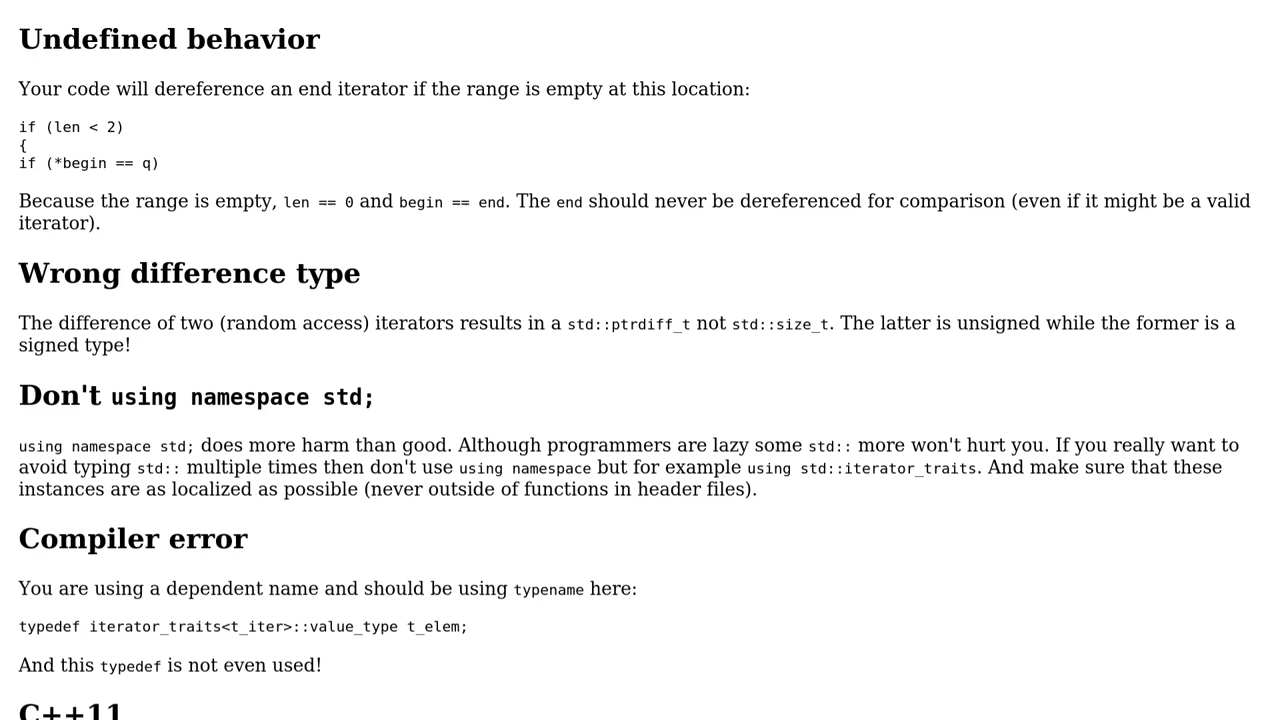 Undefined behavior
Your code will dereference an end iterator if the range is empty at this location:
if (len < 2)
{
if (*begin == q)
Because the range is empty, len == 0 and begin == end. The end should never be dereferenced for comparison (even if it might be a valid
iterator).
Wrong difference type
The difference of two (random access) iterators results in a std::ptrdiff_t not std::size_t. The latter is unsigned while the former is a
signed type!
Don't using namespace std;
using namespace std; does more harm than good. Although programmers are lazy some std:: more won't hurt you. If you really want to
avoid typing std:: multiple times then don't use using namespace but for example using std::iterator_traits. And make sure that these
instances are as localized as possible (never outside of functions in header files).
Compiler error
You are using a dependent name and should be using typename here:
typedef iterator_traits<t_iter>::value_type t_elem;
And this typedef is not even used!
C++11